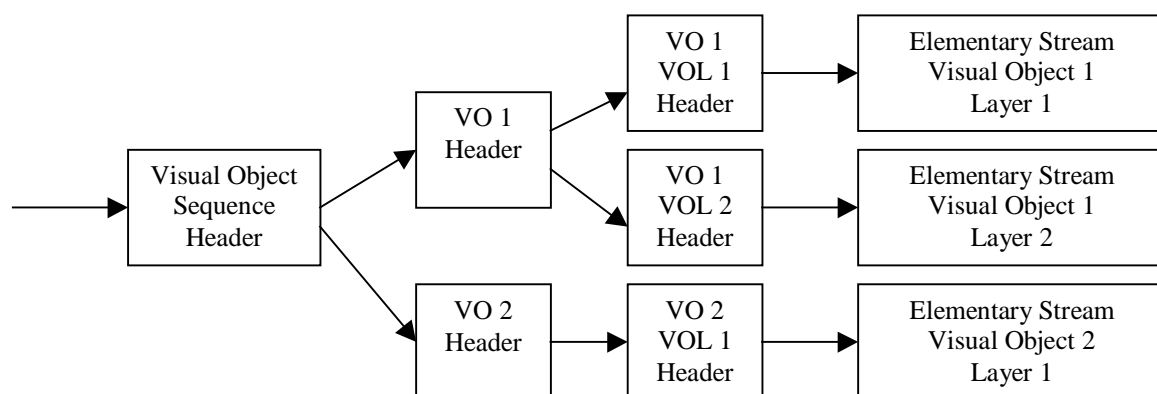 Visual Object
Sequence
Header
VO 1
Header
VO 2
Header
VO 1
VOL 1
Header
VO 1
VOL 2
Header
VO 2
VOL 1
Header
Elementary Stream
Visual Object 1
Layer 1
Elementary Stream
Visual Object 1
Layer 2
Elementary Stream
Visual Object 2
Layer 1